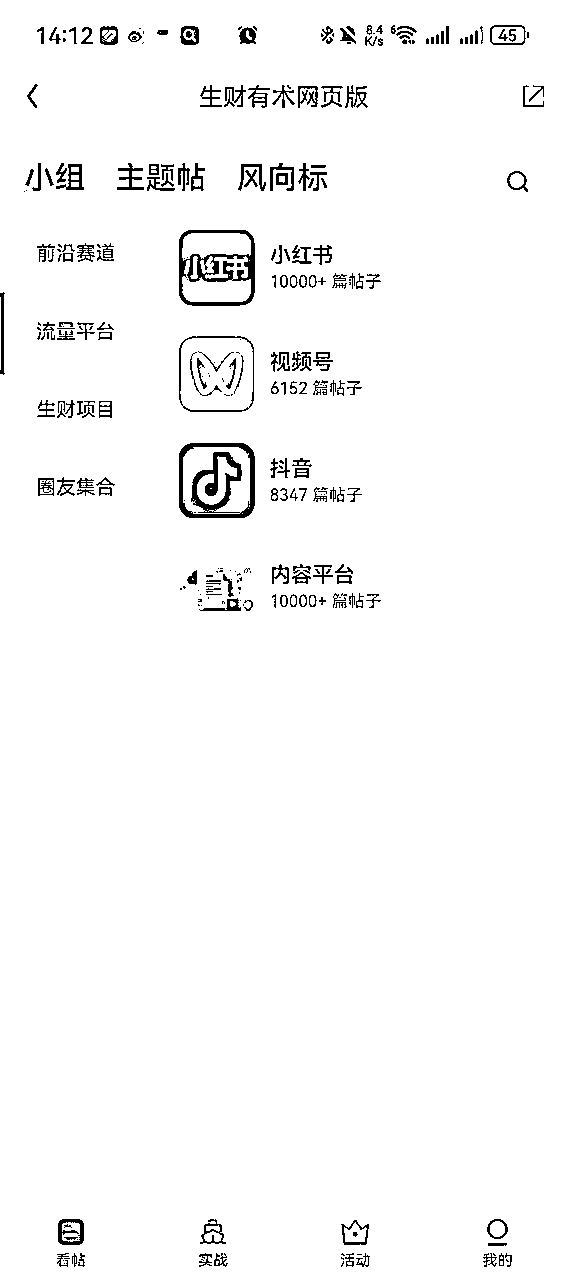 14:12 8.4 K/s 6 45
生财有术网页版
小组 主题帖 风向标
前沿赛道
流量平台
生财项目
圈友集合
小红书
小红书
10000+ 篇帖子
视频号
6152 篇帖子
抖音
8347 篇帖子
内容平台
10000+ 篇帖子
看帖 实战 活动 我的